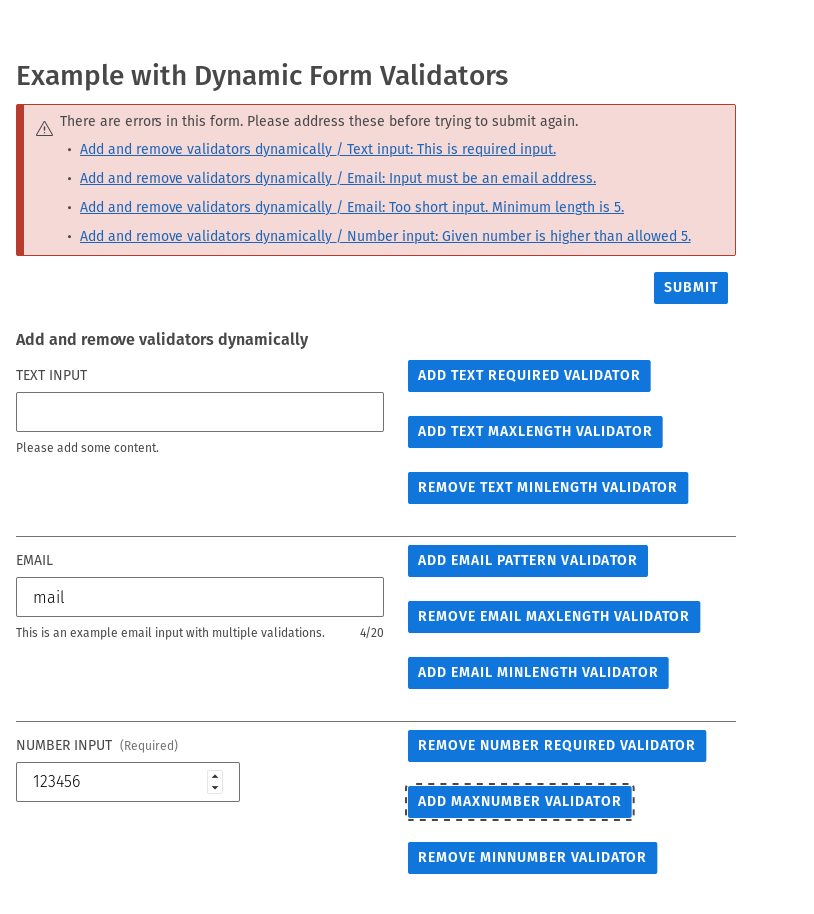 Example with Dynamic Form Validators
There are errors in this form. Please address these before trying to submit again.
• Add and remove validators dynamically / Text input: This is required input.
• Add and remove validators dynamically / Email: Input must be an email address.
• Add and remove validators dynamically / Email: Too short input. Minimum length is 5.
• Add and remove validators dynamically / Number input: Given number is higher than allowed 5.
SUBMIT
Add and remove validators dynamically
TEXT INPUT
Please add some content.
ADD TEXT REQUIRED VALIDATOR
ADD TEXT MAXLENGTH VALIDATOR
REMOVE TEXT MINLENGTH VALIDATOR
EMAIL
mail
This is an example email input with multiple validations. 4/20
ADD EMAIL PATTERN VALIDATOR
REMOVE EMAIL MAXLENGTH VALIDATOR
ADD EMAIL MINLENGTH VALIDATOR
NUMBER INPUT (Required)
123456
REMOVE NUMBER REQUIRED VALIDATOR
ADD MAXNUMBER VALIDATOR
REMOVE MINNUMBER VALIDATOR